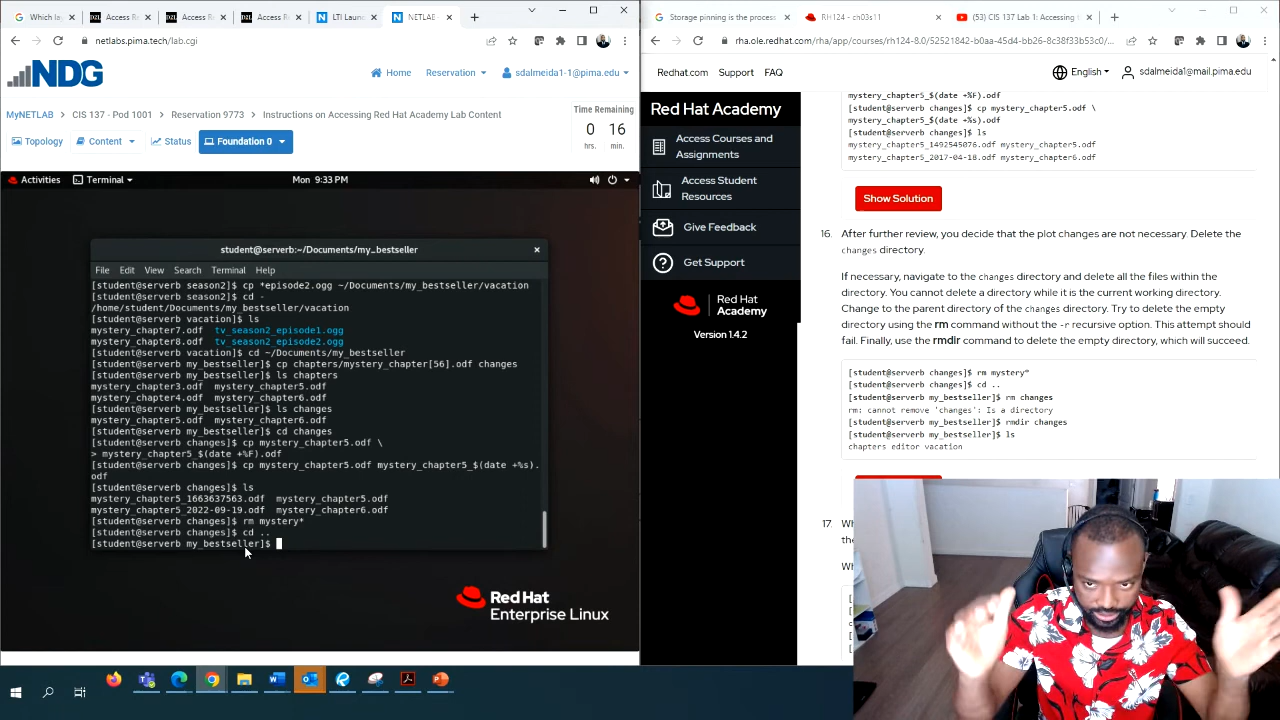 Which la
Access R
Access R
Access R
LTI Laun
NETLAB
Storage pinning is the process
RH124 - ch03s11
(53) CIS 137 Lab 1: Accessing
netlabs.pima.tech/lab.cgi
rha.ole.redhat.com/rha/app/courses/rh124-8.0/52521842-b0aa-45d4-bb26-8c38f33b53c0/...
NDG
Home
Reservation
sdalmeida1-1@pima.edu
Redhat.com
Support
FAQ
English
sdalmeida1@mail.pima.edu
MyNETLAB > CIS 137 - Pod 1001 > Reservation 9773 > Instructions on Accessing Red Hat Academy Lab Content
Time Remaining
0 16
hrs. min.
Topology
Content
Status
Foundation 0
Activities
Terminal
Mon 9:33 PM
student@serverb:~/Documents/my_bestseller
File Edit View Search Terminal Help
[student@serverb season2]$ cp *episode2.ogg ~/Documents/my_bestseller/vacation
[student@serverb season2]$ cd -
/home/student/Documents/my_bestseller/vacation
[student@serverb vacation]$ ls
mystery_chapter7.odf tv_season2_episode1.ogg
mystery_chapter8.odf tv_season2_episode2.ogg
[student@serverb vacation]$ cd ~/Documents/my_bestseller
[student@serverb my_bestseller]$ cp chapters/mystery_chapter[56].odf changes
[student@serverb my_bestseller]$ ls chapters
mystery_chapter3.odf mystery_chapter5.odf
mystery_chapter4.odf mystery_chapter6.odf
[student@serverb my_bestseller]$ ls changes
mystery_chapter5.odf mystery_chapter6.odf
[student@serverb my_bestseller]$ cd changes
[student@serverb changes]$ cp mystery_chapter5.odf \
> mystery_chapter5_$(date +%F).odf
[student@serverb changes]$ cp mystery_chapter5.odf mystery_chapter5_$(date +%s).
odf
[student@serverb changes]$ ls
mystery_chapter5_1663637563.odf mystery_chapter5.odf
mystery_chapter5_2022-09-19.odf mystery_chapter6.odf
[student@serverb changes]$ rm mystery*
[student@serverb changes]$ cd ..
[student@serverb my_bestseller]$
Red Hat
Enterprise Linux
Red Hat Academy
Access Courses and
Assignments
Access Student
Resources
Give Feedback
Get Support
Red Hat
Academy
Version 1.4.2
mystery_chapter5_$(date +%F).odf
[student@serverb changes]$ cp mystery_chapter5.odf \
mystery_chapter5_$(date +%s).odf
[student@serverb changes]$ ls
mystery_chapter5_1492545076.odf mystery_chapter5.odf
mystery_chapter5_2017-04-18.odf mystery_chapter6.odf
Show Solution
16. After further review, you decide that the plot changes are not necessary. Delete the
changes directory.
If necessary, navigate to the changes directory and delete all the files within the
directory. You cannot delete a directory while it is the current working directory.
Change to the parent directory of the changes directory. Try to delete the empty
directory using the rm command without the -r recursive option. This attempt should
fail. Finally, use the rmdir command to delete the empty directory, which will succeed.
[student@serverb changes]$ rm mystery*
[student@serverb changes]$ cd ..
[student@serverb my_bestseller]$ rm changes
rm: cannot remove 'changes': Is a directory
[student@serverb my_bestseller]$ rmdir changes
[student@serverb my_bestseller]$ ls
chapters editor vacation
17. Wh
Wh